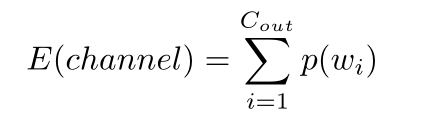 E(channel) = \sum_{i=1}^{C_{out}} p(w_i)